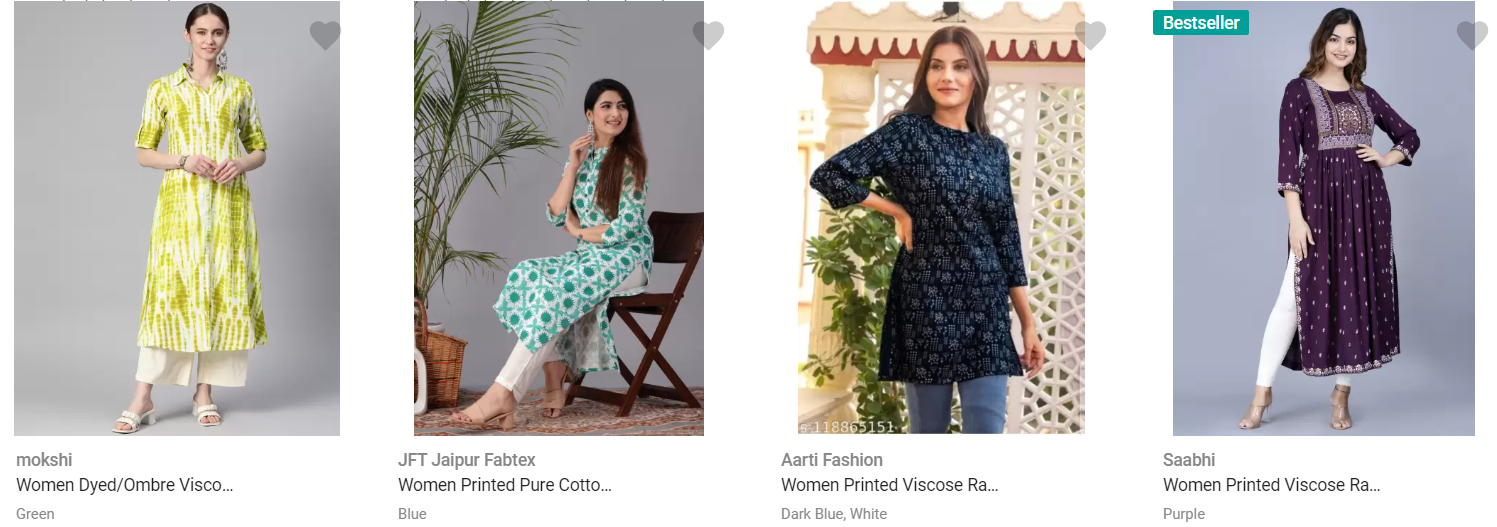 Bestseller
118865151
mokshi
Women Dyed/Ombre Visco...
Green
JFT Jaipur Fabtex
Women Printed Pure Cotto...
Blue
Aarti Fashion
Women Printed Viscose Ra...
Dark Blue, White
Saabhi
Women Printed Viscose Ra...
Purple